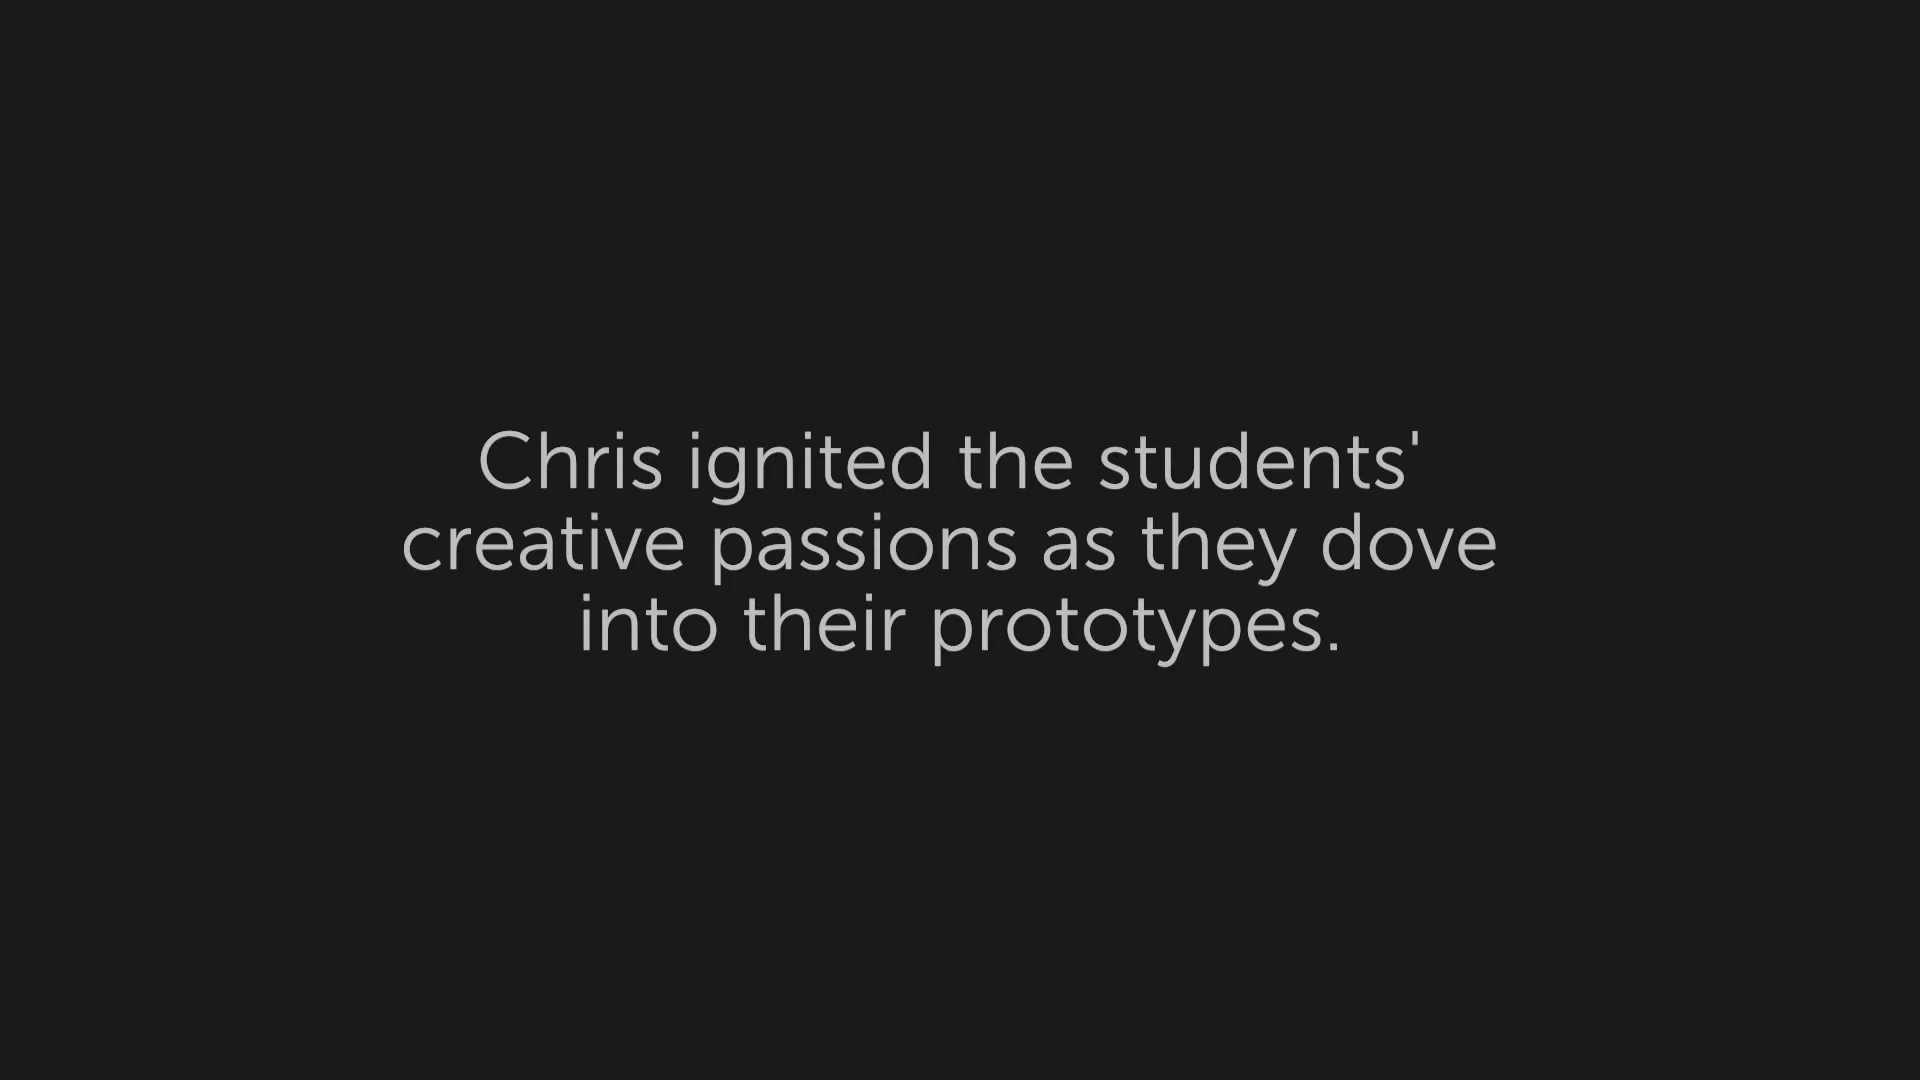 Chris ignited the students'
creative passions as they dove
into their prototypes.